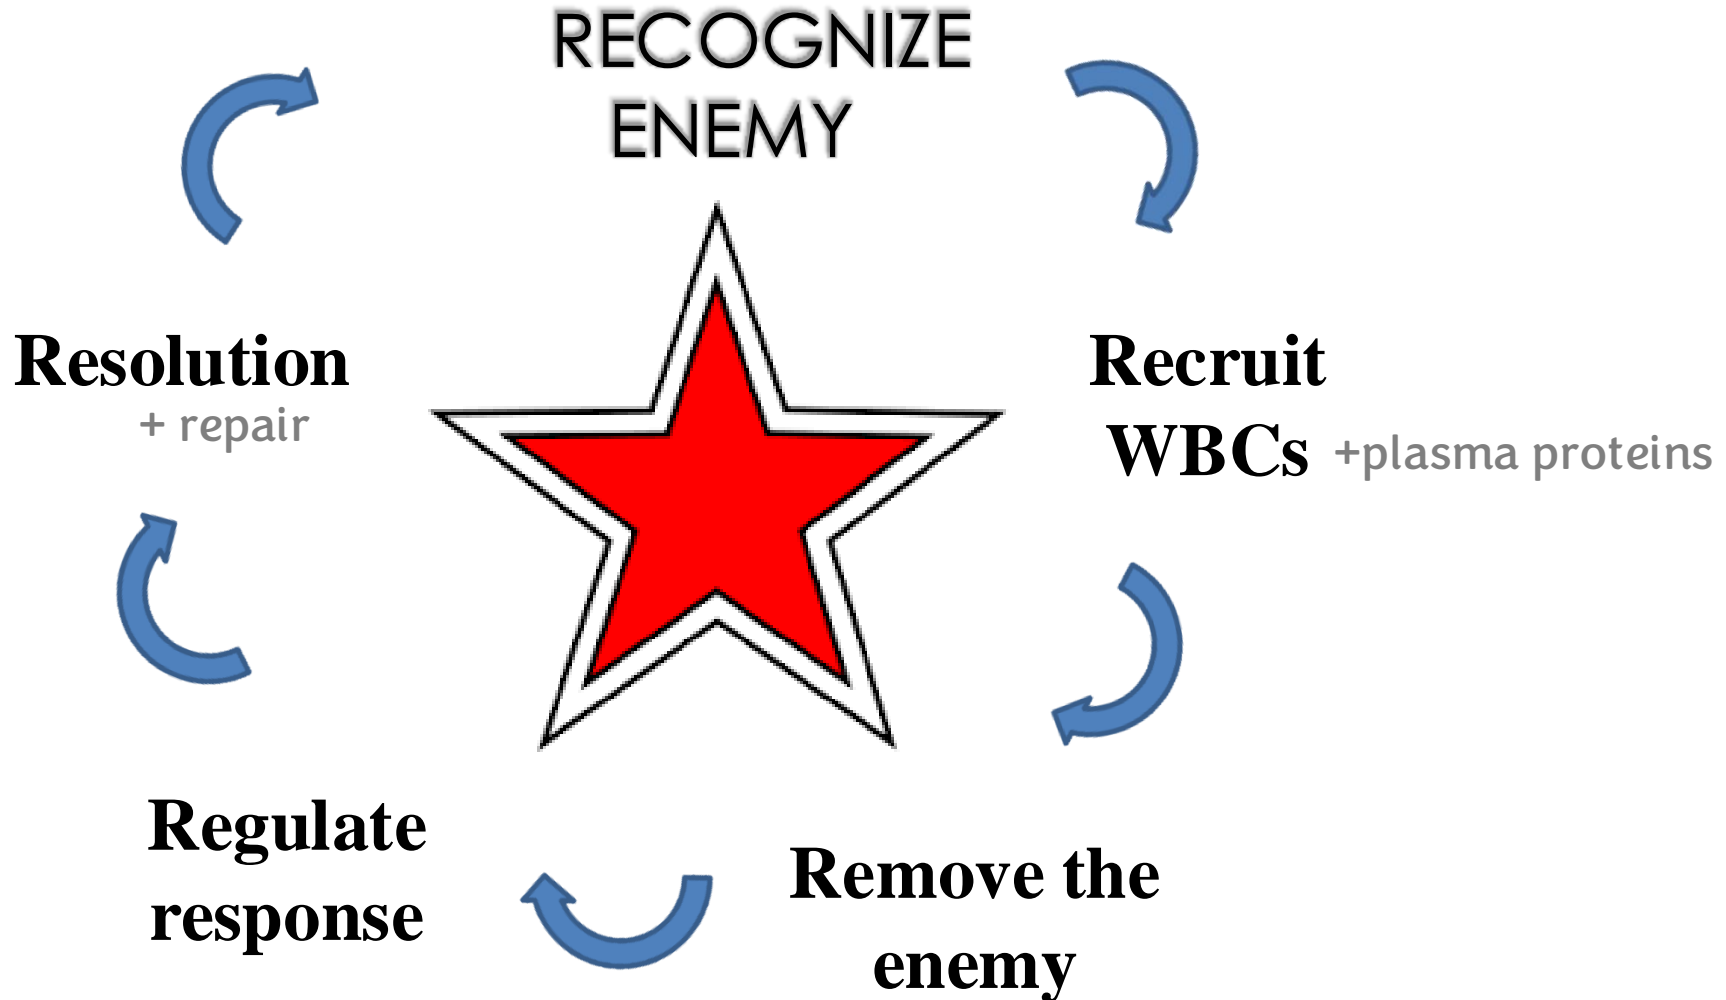 RECOGNIZE
ENEMY
Recruit
WBCs +plasma proteins
Remove the
enemy
Regulate
response
Resolution
+ repair